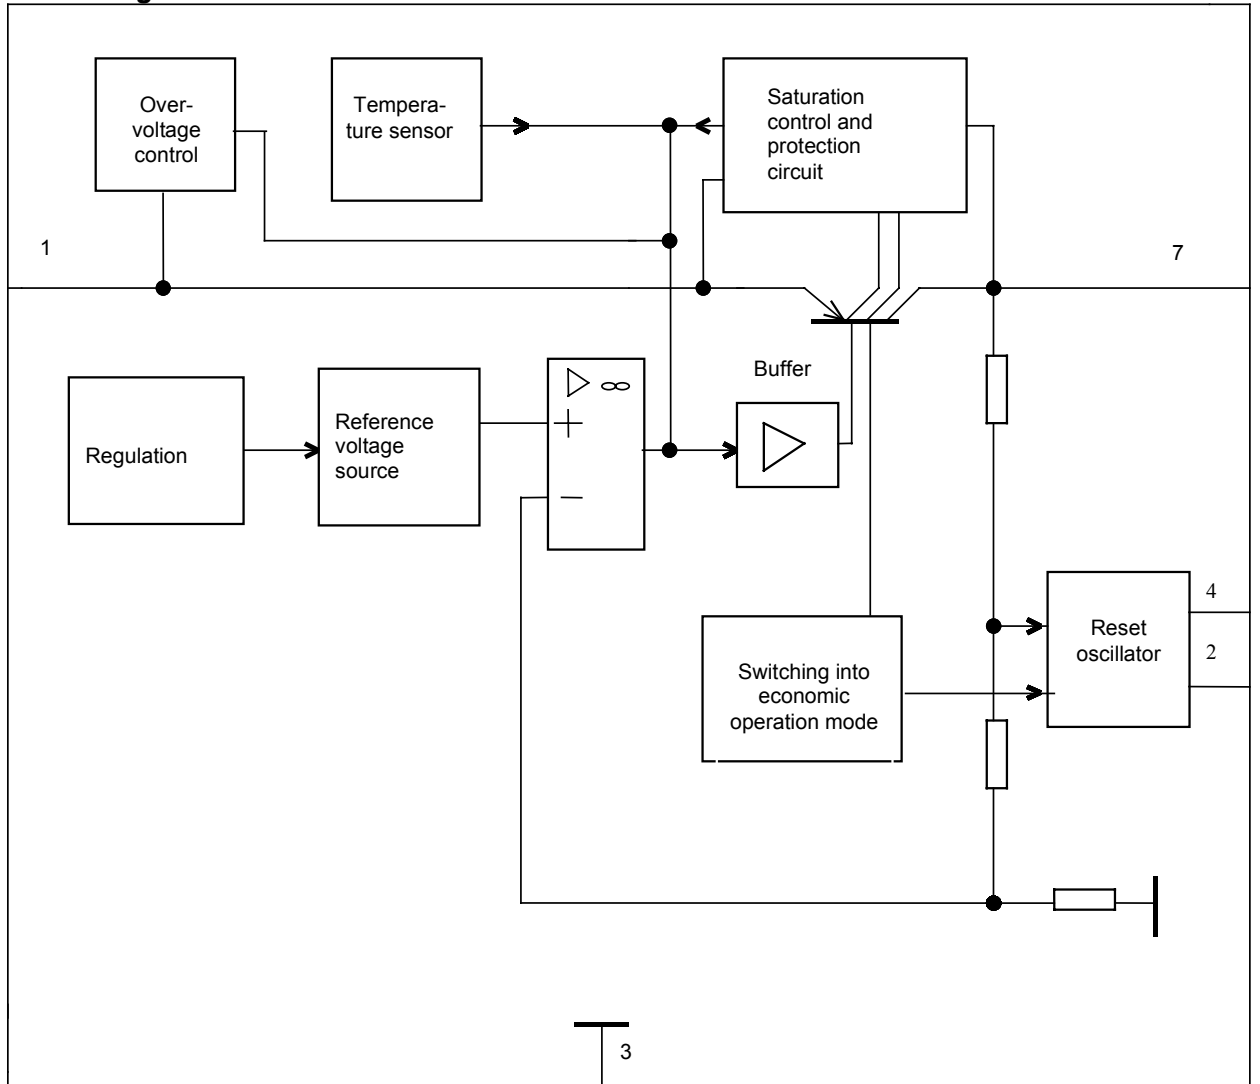 Over-
voltage
control
Tempera-
ture sensor
Saturation
control and
protection
circuit
1
7
Buffer
Regulation
Reference
voltage
source
▷ ∞
+
−
Switching into
economic
operation mode
Reset
oscillator
4
2
3